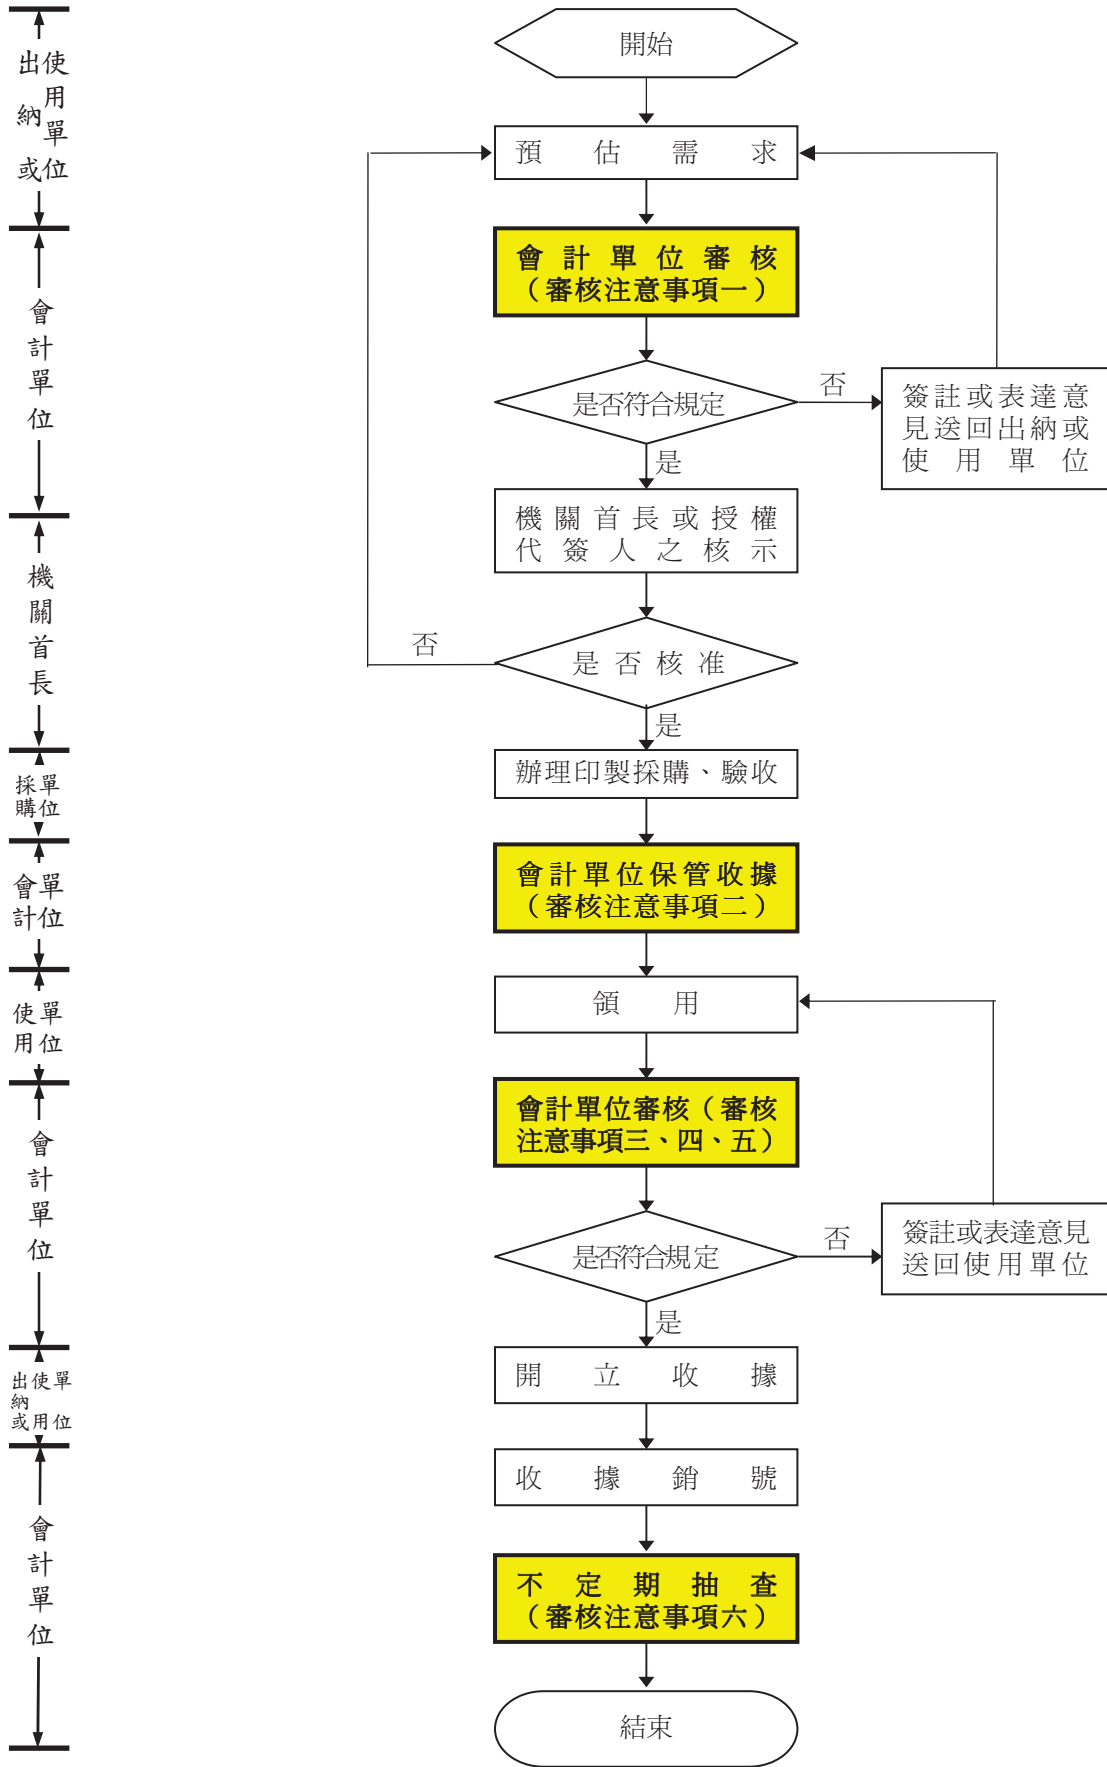 開始
出納或使用單位
預估需求
會計單位審核
（審核注意事項一）
會計單位
是否符合規定
否
簽註或表達意
見送回出納或
使用單位
是
機關首長或授權
代簽人之核示
機關首長
否
是否核准
是
採購單位
辦理印製採購、驗收
會計單位
會計單位保管收據
（審核注意事項二）
使用單位
領用
會計單位審核（審核
注意事項三、四、五）
會計單位
是否符合規定
否
簽註或表達意見
送回使用單位
是
出納或使用單位
開立收據
收據銷號
會計單位
不定期抽查
（審核注意事項六）
結束